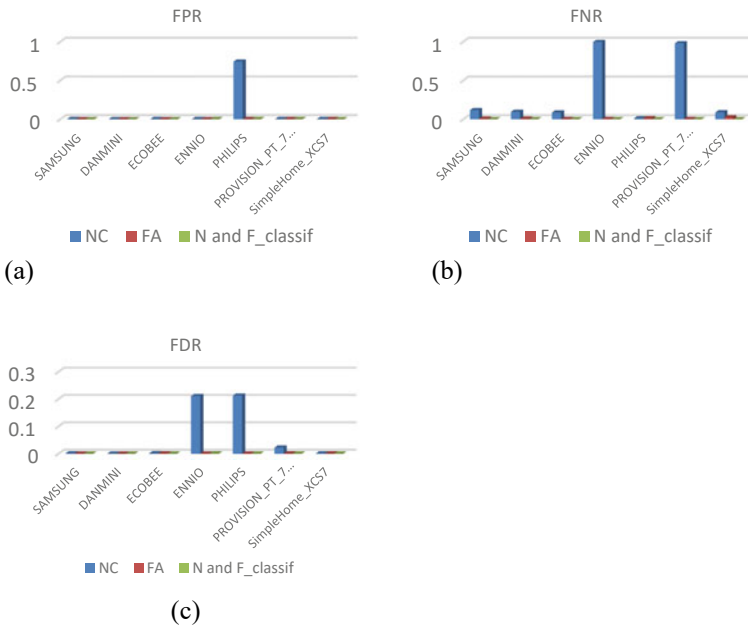 FPR
1
0.5
0
SAMSUNG
DANMINI
ECOBEE
ENNIO
PHILIPS
PROVISION_PT_7...
SimpleHome_XCS7
NC FA N and F_classif
(a)
FNR
1
0.5
0
SAMSUNG
DANMINI
ECOBEE
ENNIO
PHILIPS
PROVISION_PT_7...
SimpleHome_XCS7
NC FA N and F_classif
(b)
FDR
0.3
0.2
0.1
0
SAMSUNG
DANMINI
ECOBEE
ENNIO
PHILIPS
PROVISION_PT_7...
SimpleHome_XCS7
NC FA N and F_classif
(c)